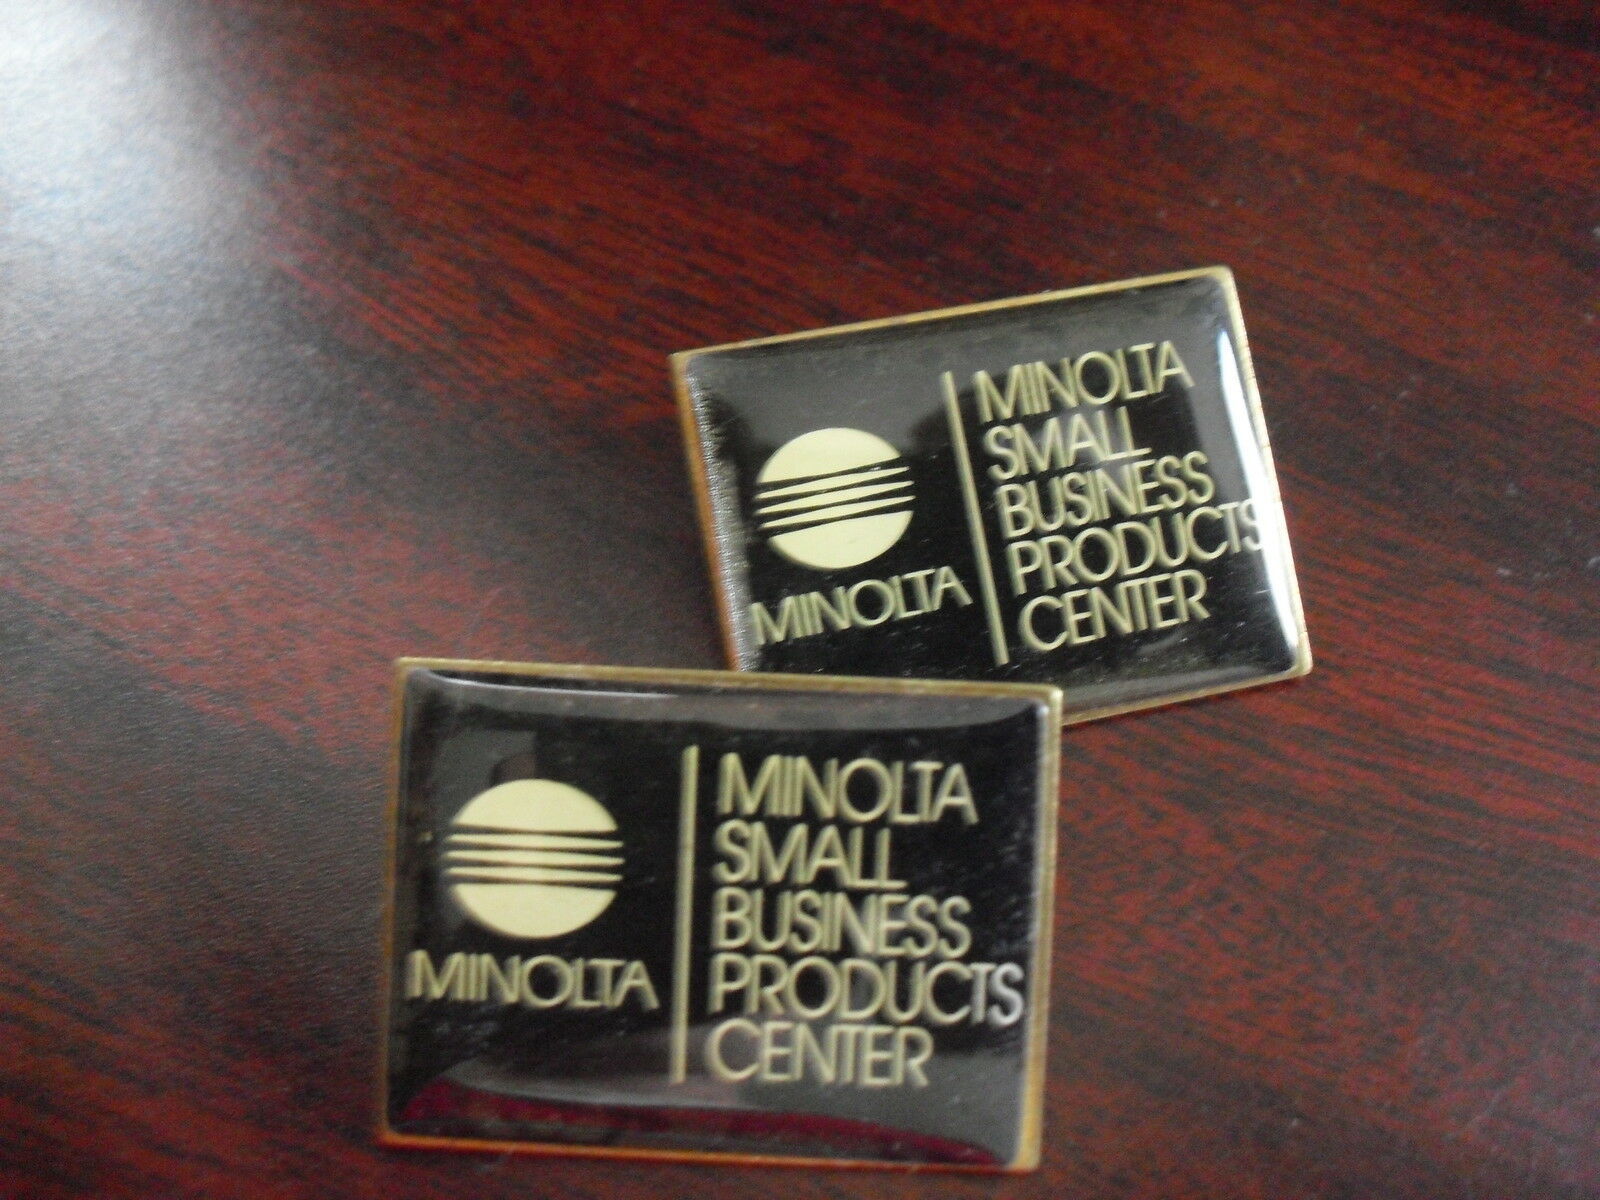 MINOLTA
MINOLTA
SMALL
BUSINESS
PRODUCTS
CENTER
MINOLTA
MINOLTA
SMALL
BUSINESS
PRODUCTS
CENTER